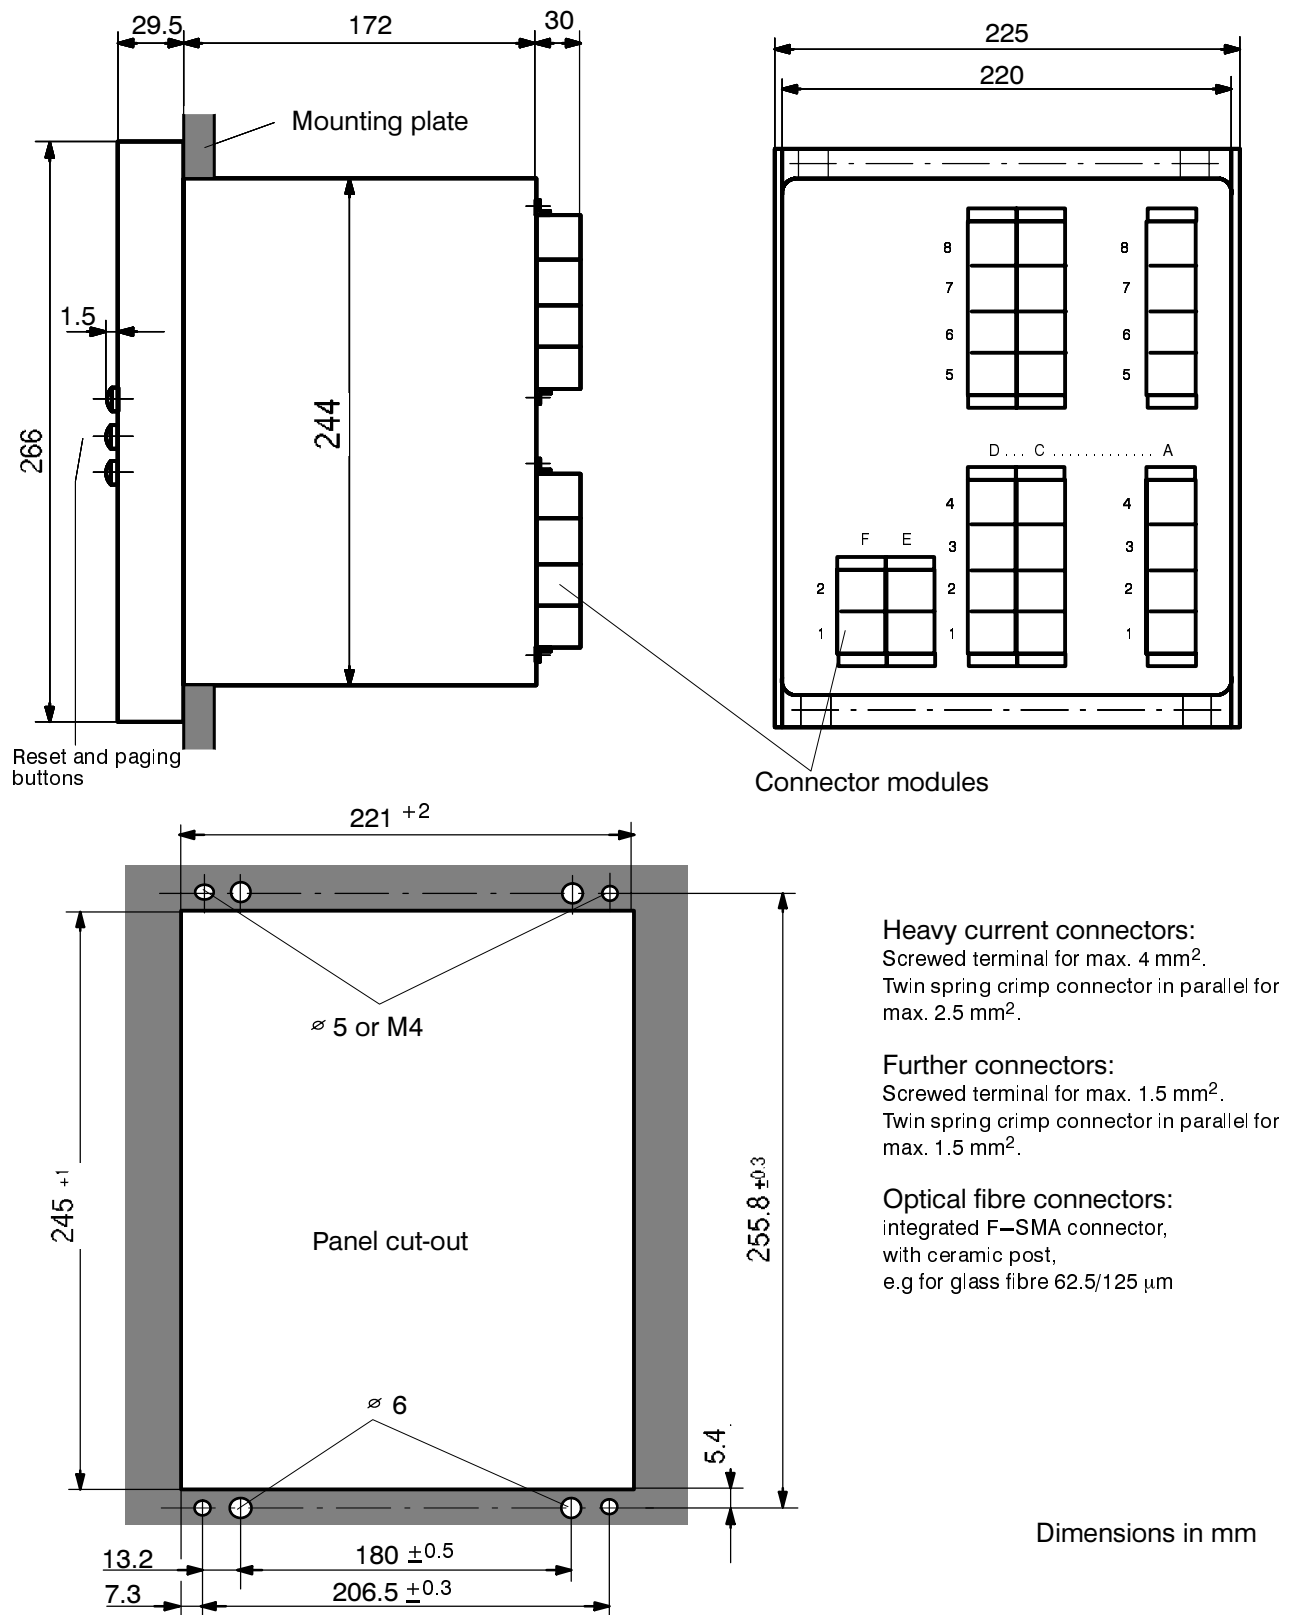 29.5
172
30
Mounting plate
1.5
266
244
Reset and paging
buttons
225
220
8
8
7
7
6
6
5
5
D . . . C . . . . . . . . . . . . . A
4
4
F E
3
3
2
2
2
1
1
1
Connector modules
221 +2
⌀ 5 or M4
245 +1
255.8 ±0.3
Panel cut-out
⌀ 6
5.4
13.2
180 ±0.5
7.3
206.5 ±0.3
Heavy current connectors:
Screwed terminal for max. 4 mm².
Twin spring crimp connector in parallel for
max. 2.5 mm².
Further connectors:
Screwed terminal for max. 1.5 mm².
Twin spring crimp connector in parallel for
max. 1.5 mm².
Optical fibre connectors:
integrated F–SMA connector,
with ceramic post,
e.g for glass fibre 62.5/125 μm
Dimensions in mm